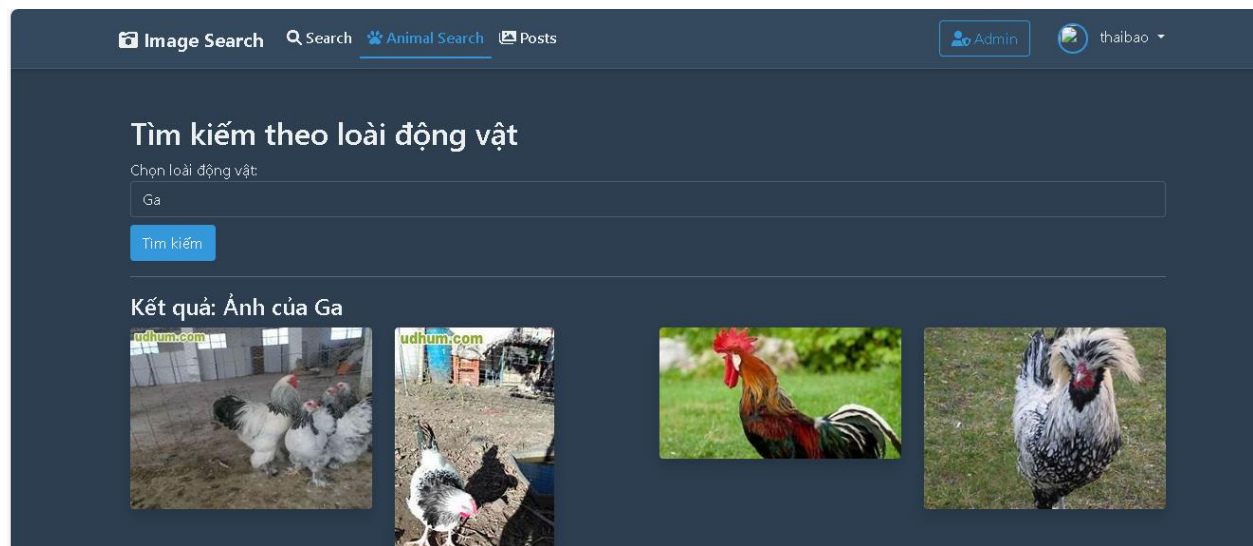 Image Search Search Animal Search Posts Admin thaibao
Tìm kiếm theo loài động vật
Chọn loài động vật:
Ga
Tìm kiếm
Kết quả: Ảnh của Ga
udhum.com udhum.com